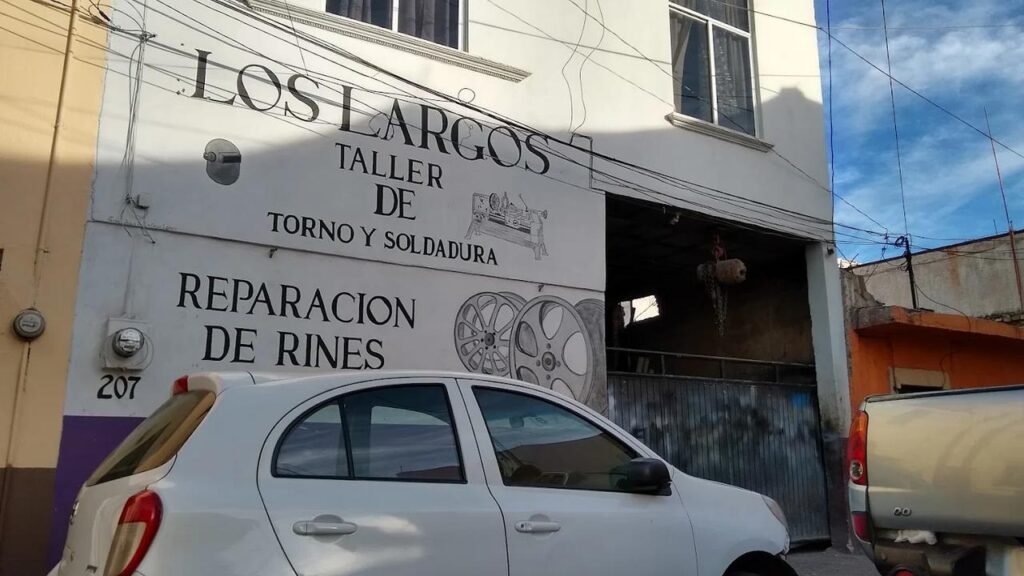 LOS LARGOS
TALLER
DE
TORNO Y SOLDADURA
REPARACION
DE RINES
207